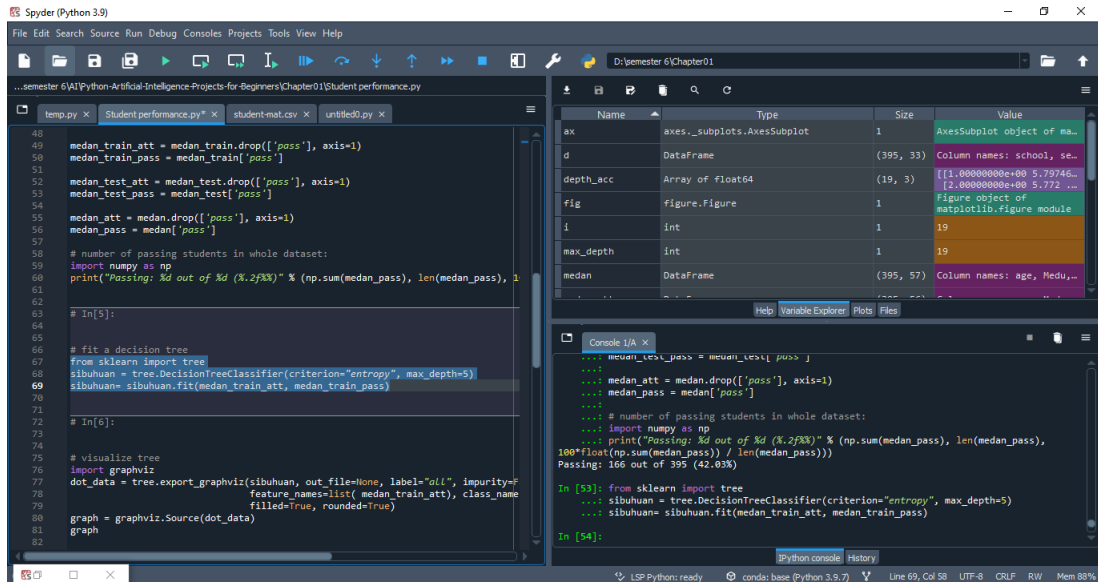 Spyder (Python 3.9)
File Edit Search Source Run Debug Consoles Projects Tools View Help
D:\semester 6\Chapter01
...semester 6\AI\Python-Artificial-Intelligence-Projects-for-Beginners\Chapter01\Student performance.py
temp.py
Student performance.py*
student-mat.csv
untitled0.py
48
49 medan_train_att = medan_train.drop(['pass'], axis=1)
50 medan_train_pass = medan_train['pass']
51
52 medan_test_att = medan_test.drop(['pass'], axis=1)
53 medan_test_pass = medan_test['pass']
54
55 medan_att = medan.drop(['pass'], axis=1)
56 medan_pass = medan['pass']
57
58 # number of passing students in whole dataset:
59 import numpy as np
60 print("Passing: %d out of %d (%.2f%%)" % (np.sum(medan_pass), len(medan_pass), 1
61
62
63 # In[5]:
64
65
66 # fit a decision tree
67 from sklearn import tree
68 sibuhuan = tree.DecisionTreeClassifier(criterion="entropy", max_depth=5)
69 sibuhuan= sibuhuan.fit(medan_train_att, medan_train_pass)
70
71
72 # In[6]:
73
74
75 # visualize tree
76 import graphviz
77 dot_data = tree.export_graphviz(sibuhuan, out_file=None, label="all", impurity=F
78 feature_names=list( medan_train_att), class_name
79 filled=True, rounded=True)
80 graph = graphviz.Source(dot_data)
81 graph
82
Name Type Size Value
ax axes._subplots.AxesSubplot 1 AxesSubplot object of ma…
d DataFrame (395, 33) Column names: school, se…
depth_acc Array of float64 (19, 3) [[1.00000000e+00 5.79746…
[2.00000000e+00 5.772 ...
fig figure.Figure 1 Figure object of
matplotlib.figure module
i int 1 19
max_depth int 1 19
medan DataFrame (395, 57) Column names: age, Medu,…
Help Variable Explorer Plots Files
Console 1/A
...: medan_test_pass = medan_test['pass']
...:
...: medan_att = medan.drop(['pass'], axis=1)
...: medan_pass = medan['pass']
...:
...: # number of passing students in whole dataset:
...: import numpy as np
...: print("Passing: %d out of %d (%.2f%%)" % (np.sum(medan_pass), len(medan_pass),
100*float(np.sum(medan_pass)) / len(medan_pass)))
Passing: 166 out of 395 (42.03%)
In [53]: from sklearn import tree
...: sibuhuan = tree.DecisionTreeClassifier(criterion="entropy", max_depth=5)
...: sibuhuan= sibuhuan.fit(medan_train_att, medan_train_pass)
In [54]:
IPython console History
LSP Python: ready conda: base (Python 3.9.7) Line 69, Col 58 UTF-8 CRLF RW Mem 88%